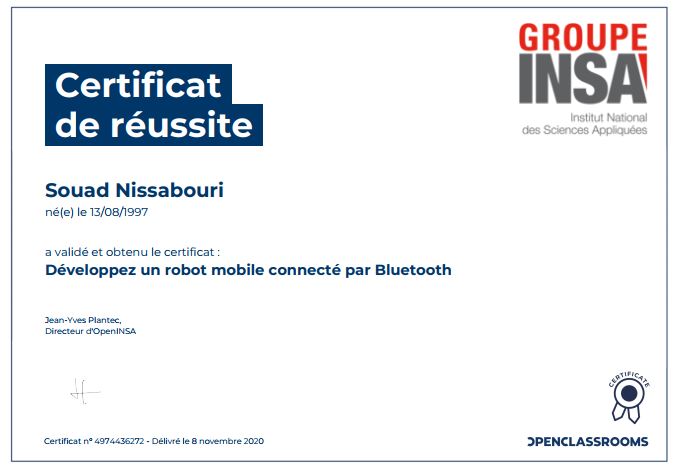 GROUPE
INSA
Institut National
des Sciences Appliquées
Certificat
de réussite
Souad Nissabouri
né(e) le 13/08/1997
a validé et obtenu le certificat :
Développez un robot mobile connecté par Bluetooth
Jean-Yves Plantec,
Directeur d'OpenINSA
CERTIFICATE
Certificat n° 4974436272 - Délivré le 8 novembre 2020
OPENCLASSROOMS